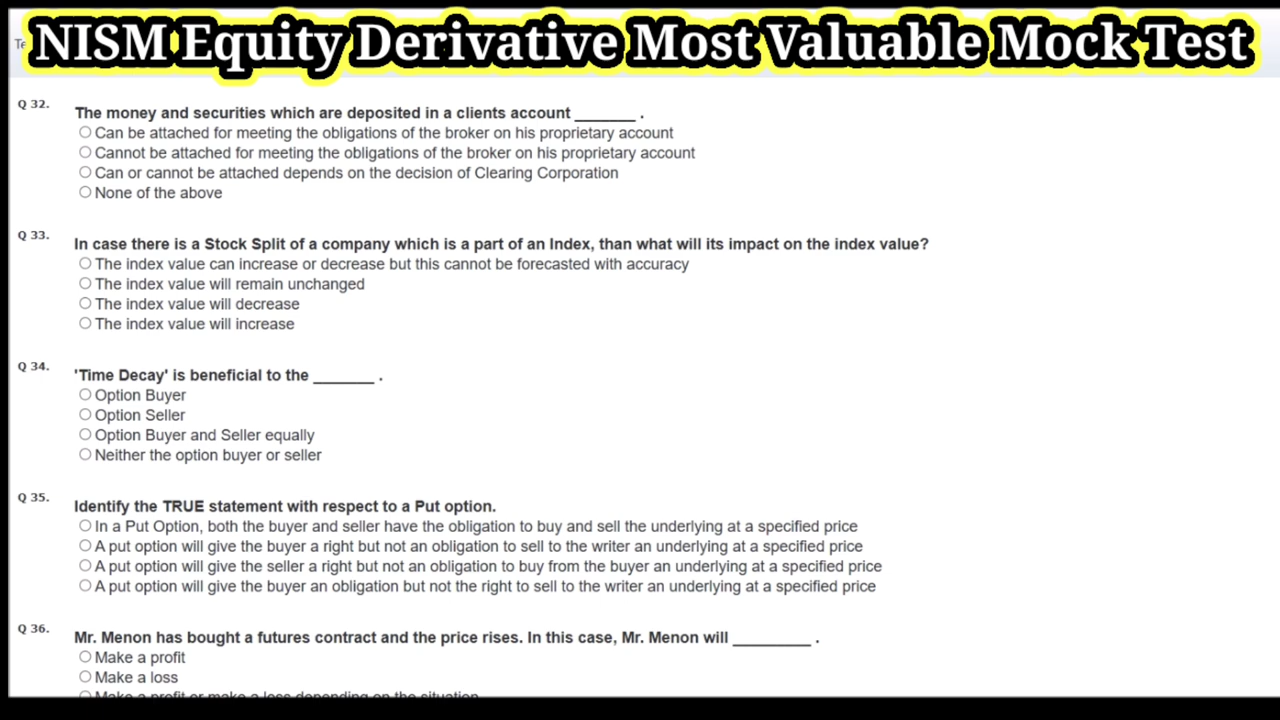 Te
NISM Equity Derivative Most Valuable Mock Test
Q 32.
The money and securities which are deposited in a clients account _______ .
Can be attached for meeting the obligations of the broker on his proprietary account
Cannot be attached for meeting the obligations of the broker on his proprietary account
Can or cannot be attached depends on the decision of Clearing Corporation
None of the above
Q 33.
In case there is a Stock Split of a company which is a part of an Index, than what will its impact on the index value?
The index value can increase or decrease but this cannot be forecasted with accuracy
The index value will remain unchanged
The index value will decrease
The index value will increase
Q 34.
'Time Decay' is beneficial to the _______ .
Option Buyer
Option Seller
Option Buyer and Seller equally
Neither the option buyer or seller
Q 35.
Identify the TRUE statement with respect to a Put option.
In a Put Option, both the buyer and seller have the obligation to buy and sell the underlying at a specified price
A put option will give the buyer a right but not an obligation to sell to the writer an underlying at a specified price
A put option will give the seller a right but not an obligation to buy from the buyer an underlying at a specified price
A put option will give the buyer an obligation but not the right to sell to the writer an underlying at a specified price
Q 36.
Mr. Menon has bought a futures contract and the price rises. In this case, Mr. Menon will _________ .
Make a profit
Make a loss
Make a profit or make a loss depending on the situation